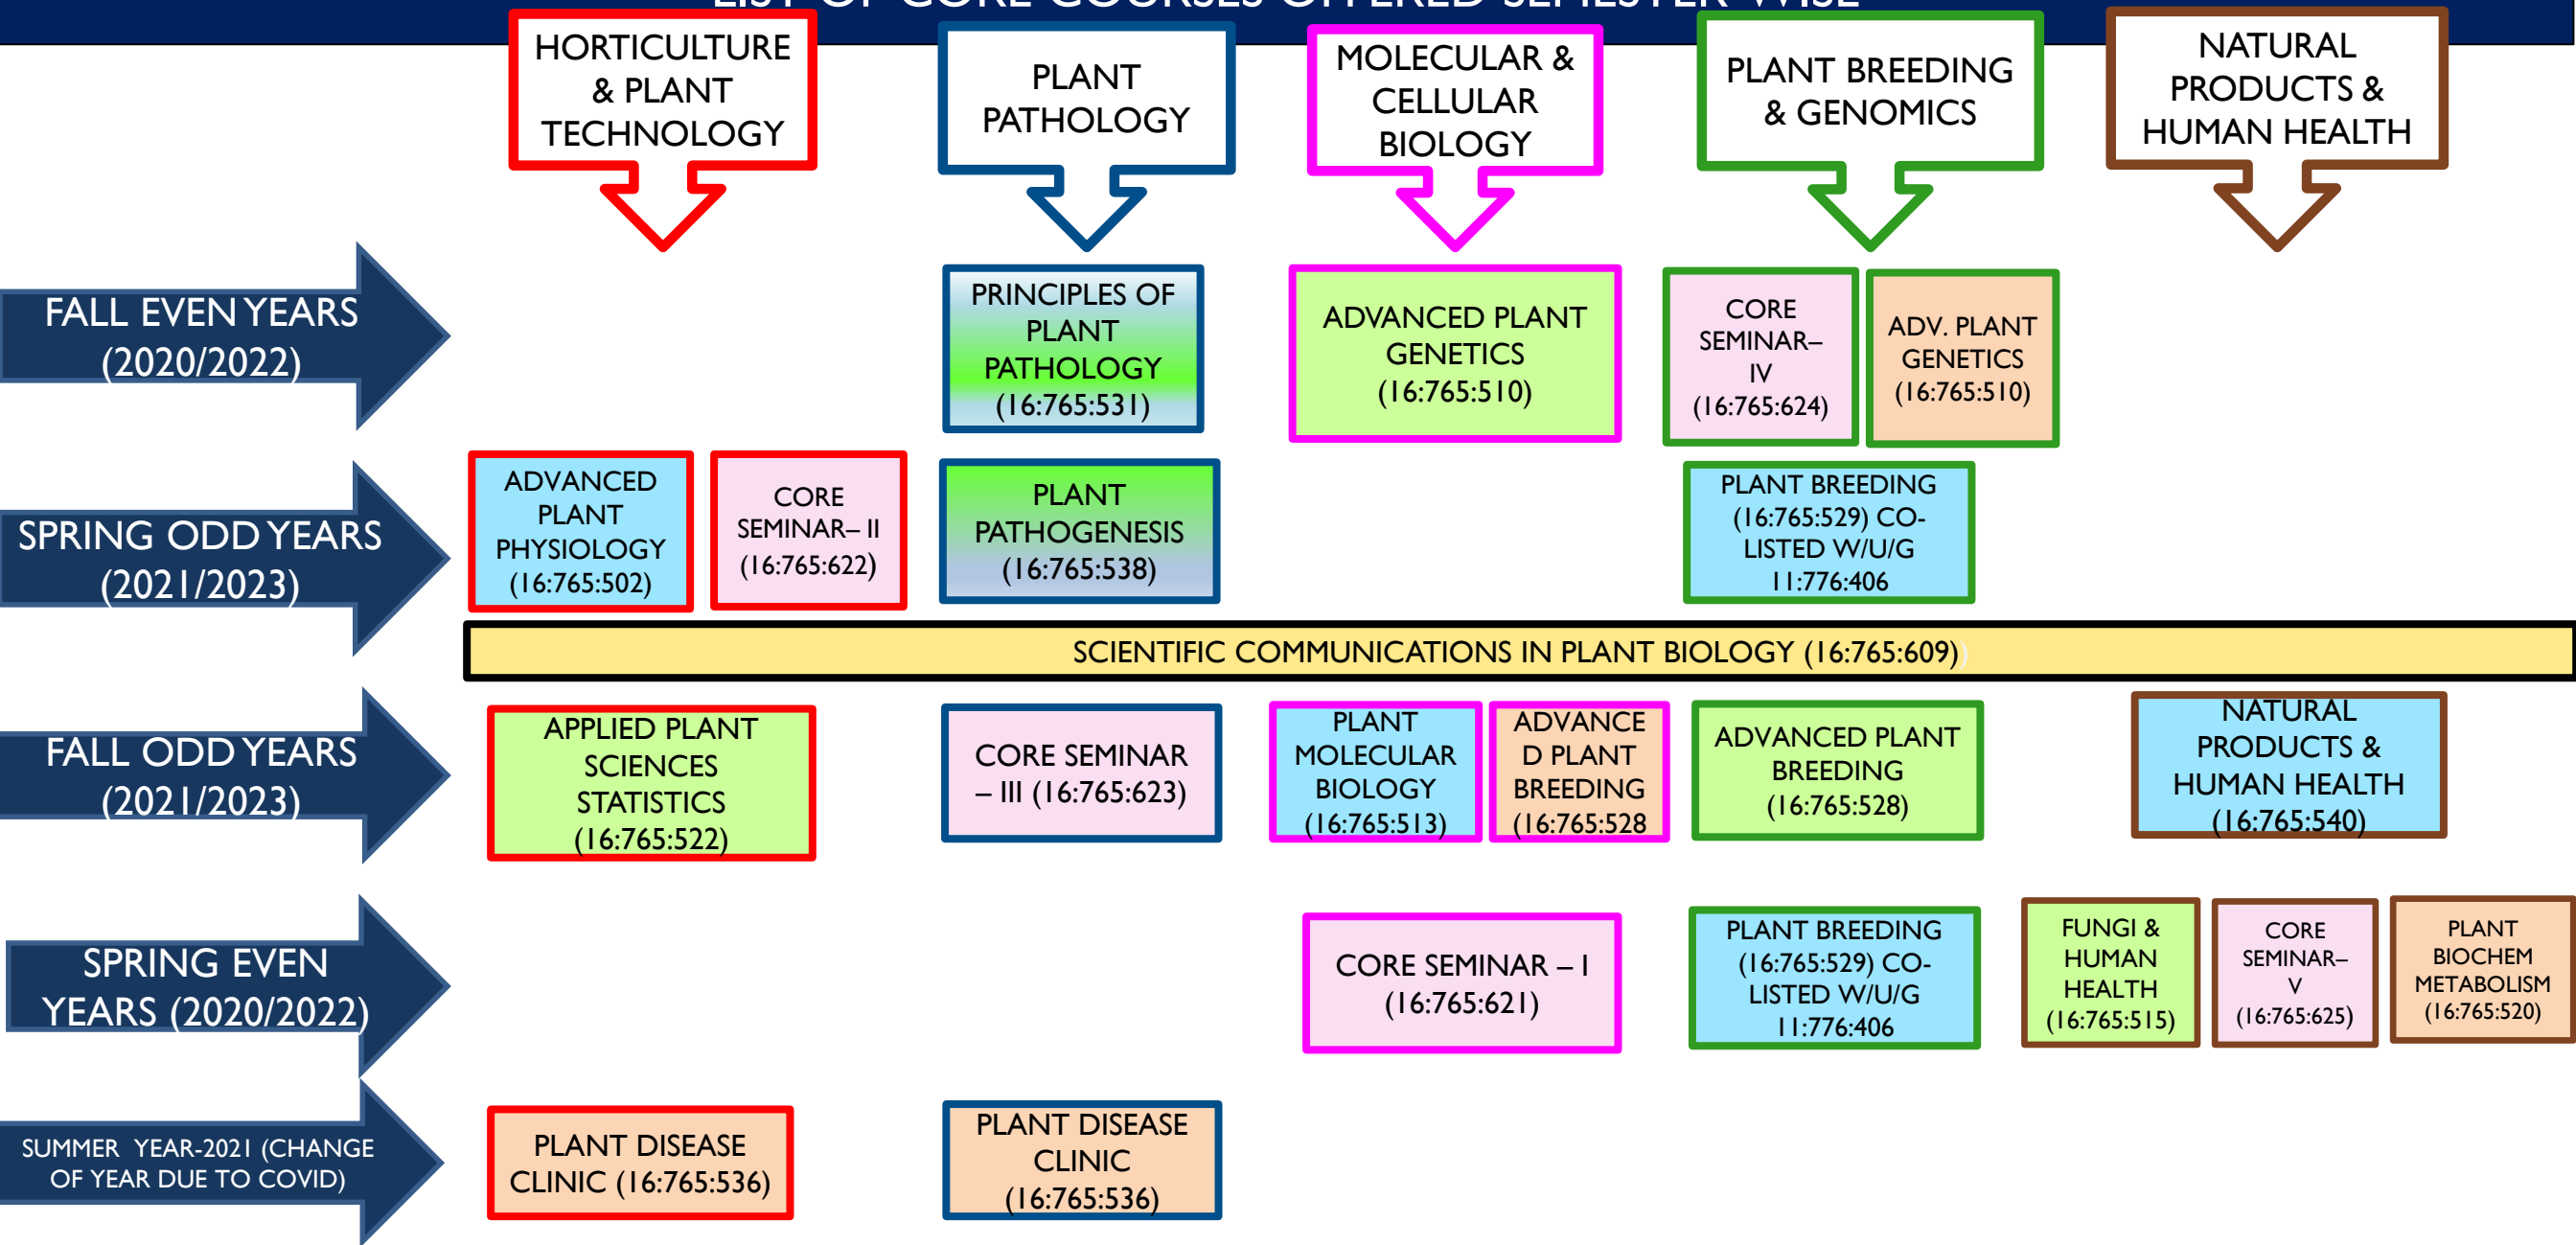 LIST OF CORE COURSES OFFERED SEMESTER WISE
HORTICULTURE
& PLANT
TECHNOLOGY
PLANT
PATHOLOGY
MOLECULAR &
CELLULAR
BIOLOGY
PLANT BREEDING
& GENOMICS
NATURAL
PRODUCTS &
HUMAN HEALTH
FALL EVEN YEARS
(2020/2022)
PRINCIPLES OF
PLANT
PATHOLOGY
(16:765:531)
ADVANCED PLANT
GENETICS
(16:765:510)
CORE
SEMINAR–
IV
(16:765:624)
ADV. PLANT
GENETICS
(16:765:510)
SPRING ODD YEARS
(2021/2023)
ADVANCED
PLANT
PHYSIOLOGY
(16:765:502)
CORE
SEMINAR– II
(16:765:622)
PLANT
PATHOGENESIS
(16:765:538)
PLANT BREEDING
(16:765:529) CO-
LISTED W/U/G
11:776:406
SCIENTIFIC COMMUNICATIONS IN PLANT BIOLOGY (16:765:609))
FALL ODD YEARS
(2021/2023)
APPLIED PLANT
SCIENCES
STATISTICS
(16:765:522)
CORE SEMINAR
– III (16:765:623)
PLANT
MOLECULAR
BIOLOGY
(16:765:513)
ADVANCE
D PLANT
BREEDING
(16:765:528
ADVANCED PLANT
BREEDING
(16:765:528)
NATURAL
PRODUCTS &
HUMAN HEALTH
(16:765:540)
SPRING EVEN
YEARS (2020/2022)
CORE SEMINAR – I
(16:765:621)
PLANT BREEDING
(16:765:529) CO-
LISTED W/U/G
11:776:406
FUNGI &
HUMAN
HEALTH
(16:765:515)
CORE
SEMINAR–
V
(16:765:625)
PLANT
BIOCHEM
METABOLISM
(16:765:520)
SUMMER YEAR-2021 (CHANGE
OF YEAR DUE TO COVID)
PLANT DISEASE
CLINIC (16:765:536)
PLANT DISEASE
CLINIC
(16:765:536)